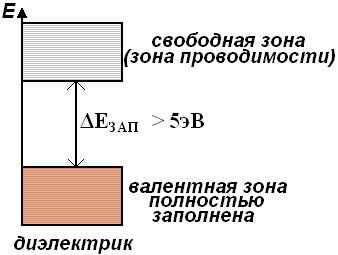 E
свободная зона
(зона проводимости)
ΔEЗАП > 5эВ
валентная зона
полностью
заполнена
диэлектрик